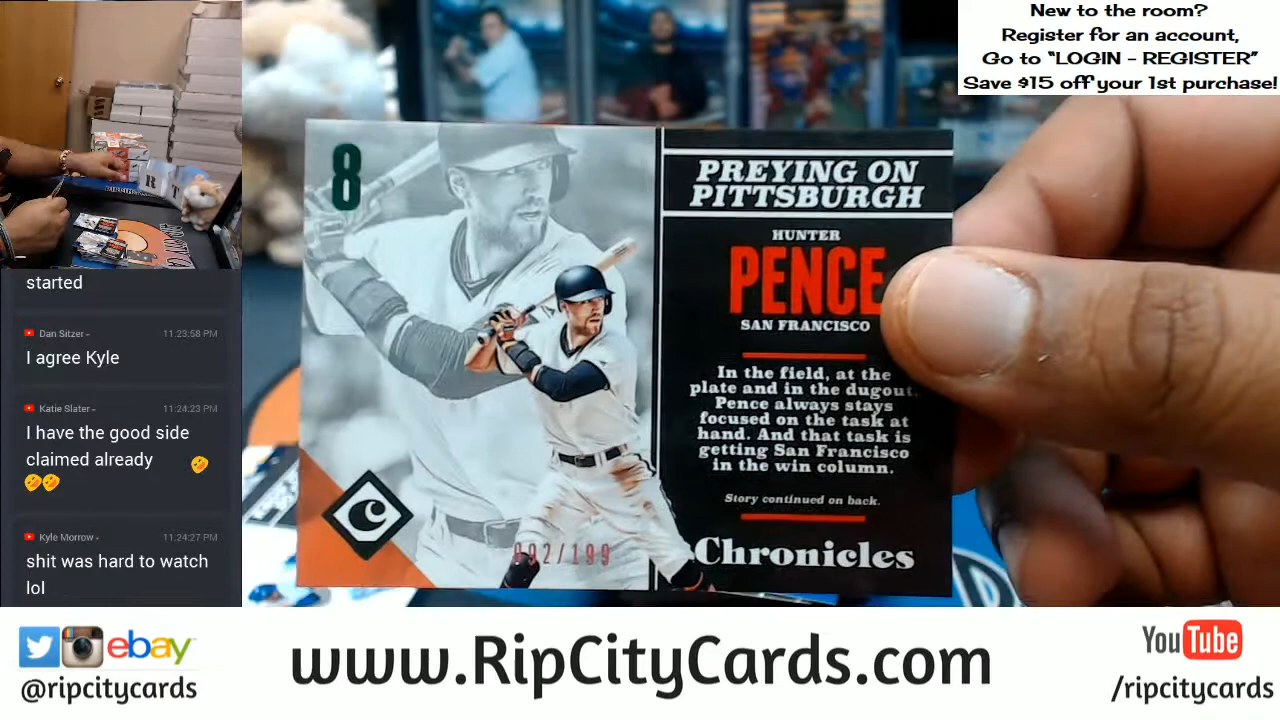 New to the room?
Register for an account,
Go to “LOGIN - REGISTER”
Save $15 off your 1st purchase!
started
Dan Sitzer
11:23:58 PM
I agree Kyle
Katie Slater
11:24:23 PM
I have the good side
claimed already
Kyle Morrow
11:24:27 PM
shit was hard to watch
lol
8
PREYING ON
PITTSBURGH
HUNTER
PENCE
SAN FRANCISCO
In the field, at the
plate and in the dugout,
Pence always stays
focused on the task at
hand. And that task is
getting San Francisco
in the win column.
Story continued on back.
Chronicles
C
/199
ebay
@ripcitycards
www.RipCityCards.com
YouTube
/ripcitycards